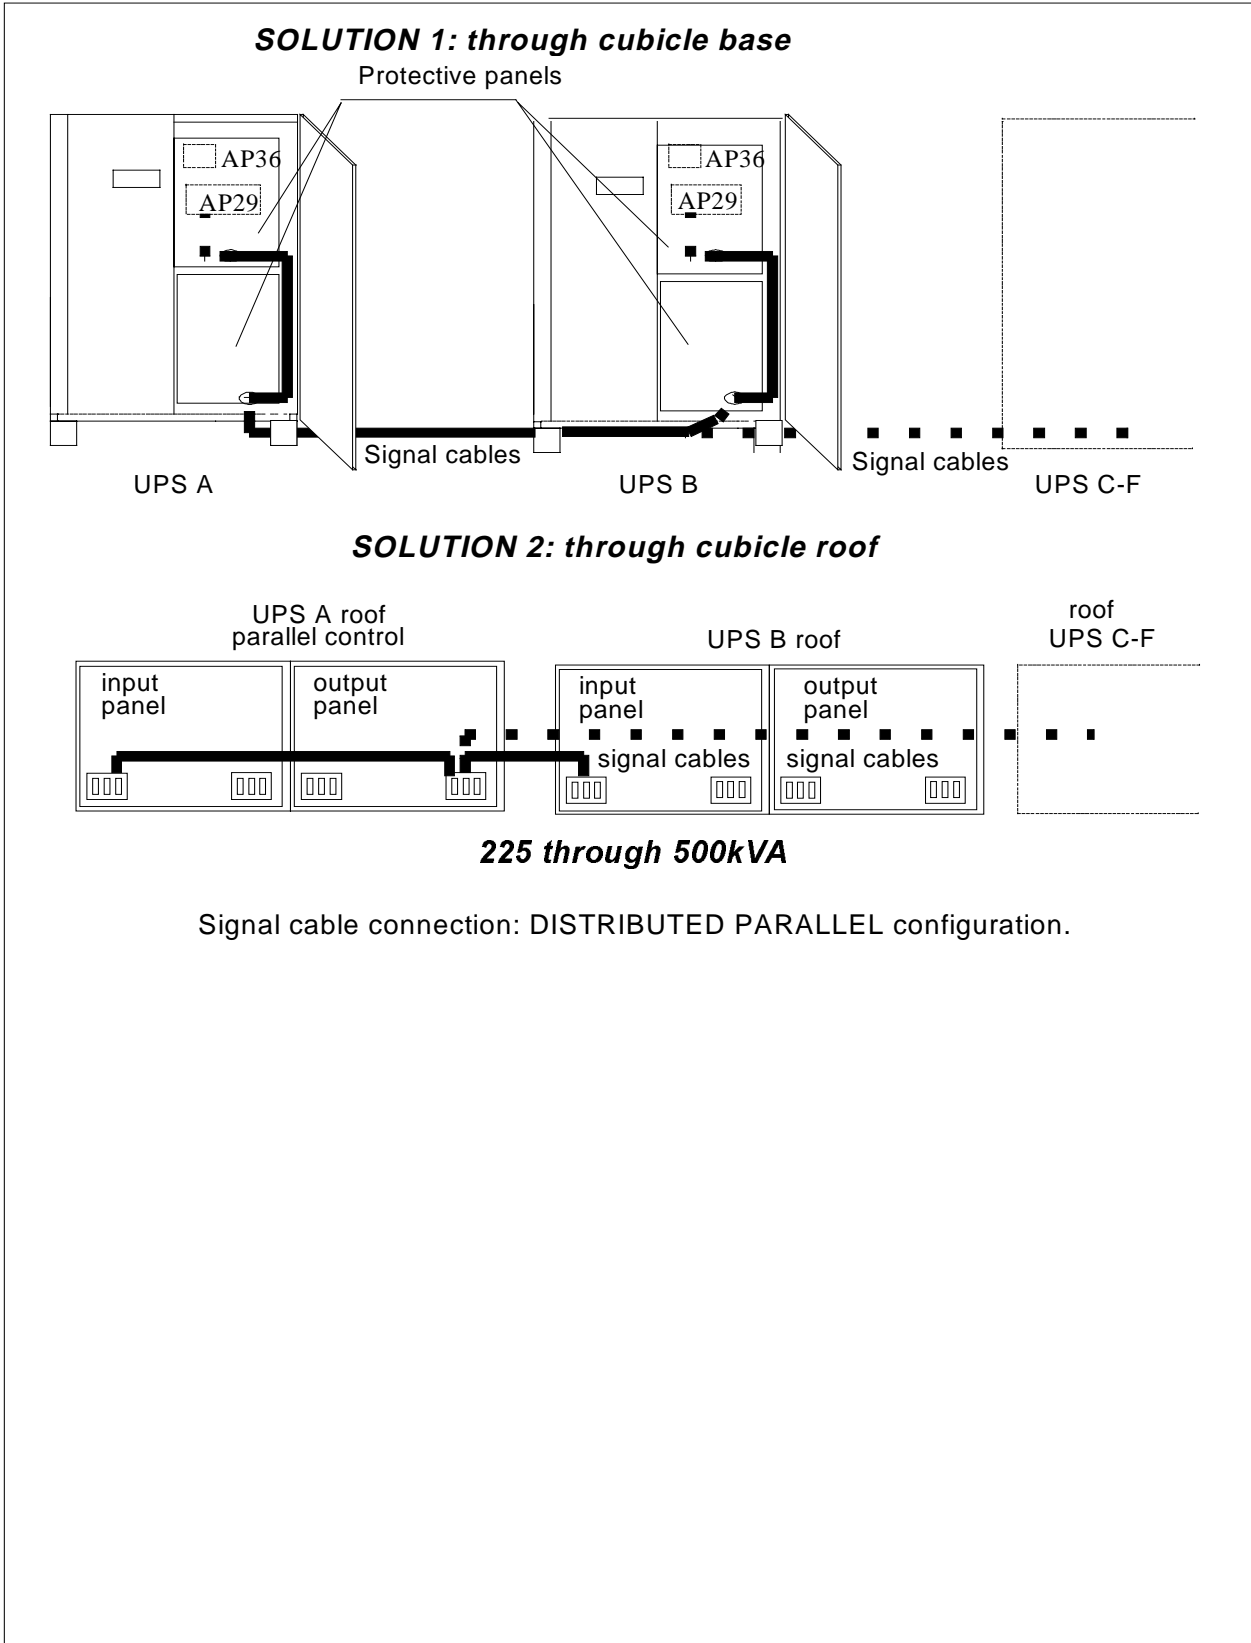 SOLUTION 1: through cubicle base
Protective panels
AP36
AP29
AP36
AP29
Signal cables
Signal cables
UPS A
UPS B
UPS C-F
SOLUTION 2: through cubicle roof
UPS A roof
parallel control
UPS B roof
roof
UPS C-F
input
panel
output
panel
input
panel
output
panel
signal cables
signal cables
225 through 500kVA
Signal cable connection: DISTRIBUTED PARALLEL configuration.